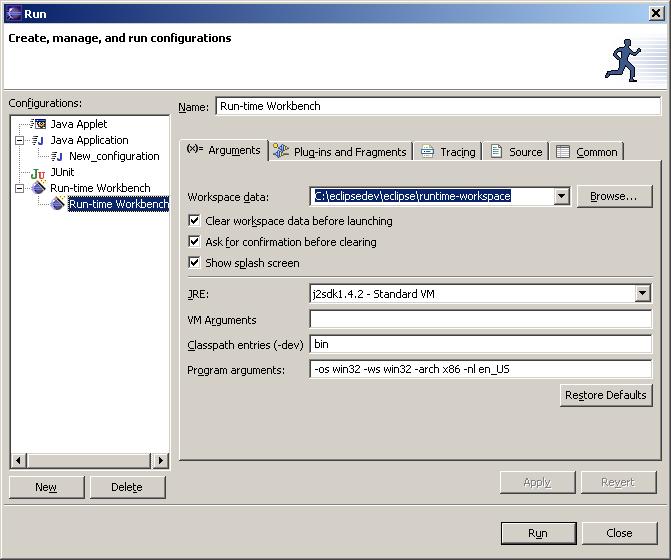 Run
Create, manage, and run configurations
Configurations:
Java Applet
Java Application
New_configuration
JUnit
Run-time Workbench
Run-time Workbench
New
Delete
Name: Run-time Workbench
(x)= Arguments
Plug-ins and Fragments
Tracing
Source
Common
Workspace data: C:\eclipsedev\eclipse\runtime-workspace Browse...
Clear workspace data before launching
Ask for confirmation before clearing
Show splash screen
JRE: j2sdk1.4.2 - Standard VM
VM Arguments
Classpath entries (-dev) bin
Program arguments: -os win32 -ws win32 -arch x86 -nl en_US
Restore Defaults
Apply
Revert
Run
Close